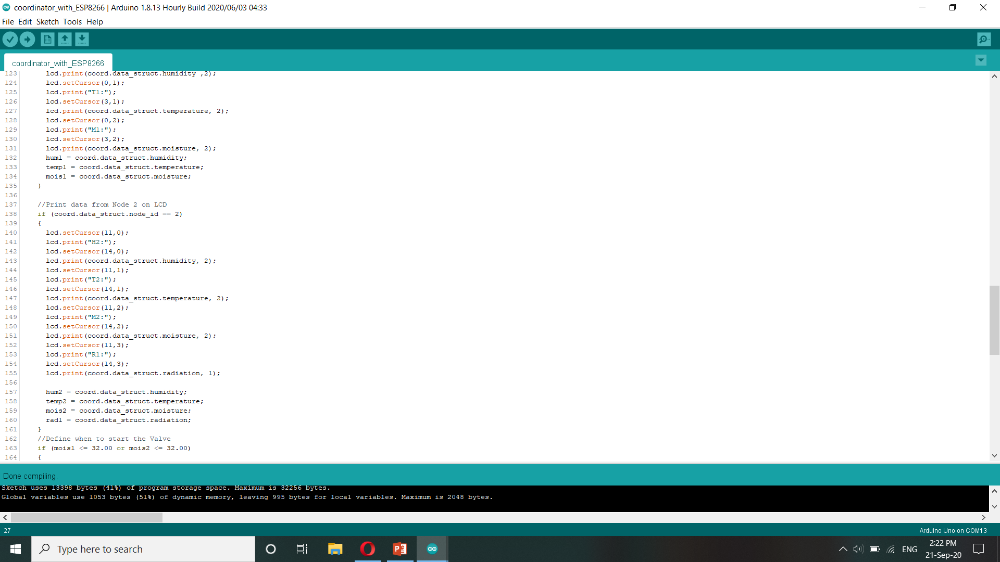 coordinator_with_ESP8266 | Arduino 1.8.13 Hourly Build 2020/06/03 04:33
File Edit Sketch Tools Help
coordinator_with_ESP8266
123 lcd.print(coord.data_struct.humidity ,2);
124 lcd.setCursor(0,1);
125 lcd.print("T1:");
126 lcd.setCursor(3,1);
127 lcd.print(coord.data_struct.temperature, 2);
128 lcd.setCursor(0,2);
129 lcd.print("M1:");
130 lcd.setCursor(3,2);
131 lcd.print(coord.data_struct.moisture, 2);
132 hum1 = coord.data_struct.humidity;
133 temp1 = coord.data_struct.temperature;
134 mois1 = coord.data_struct.moisture;
135 }
136
137 //Print data from Node 2 on LCD
138 if (coord.data_struct.node_id == 2)
139 {
140 lcd.setCursor(11,0);
141 lcd.print("H2:");
142 lcd.setCursor(14,0);
143 lcd.print(coord.data_struct.humidity, 2);
144 lcd.setCursor(11,1);
145 lcd.print("T2:");
146 lcd.setCursor(14,1);
147 lcd.print(coord.data_struct.temperature, 2);
148 lcd.setCursor(11,2);
149 lcd.print("M2:");
150 lcd.setCursor(14,2);
151 lcd.print(coord.data_struct.moisture, 2);
152 lcd.setCursor(11,3);
153 lcd.print("R1:");
154 lcd.setCursor(14,3);
155 lcd.print(coord.data_struct.radiation, 1);
156
157 hum2 = coord.data_struct.humidity;
158 temp2 = coord.data_struct.temperature;
159 mois2 = coord.data_struct.moisture;
160 rad1 = coord.data_struct.radiation;
161 }
162 //Define when to start the Valve
163 if (mois1 <= 32.00 or mois2 <= 32.00)
164 {
Done compiling.
Sketch uses 13398 bytes (41%) of program storage space. Maximum is 32256 bytes.
Global variables use 1053 bytes (51%) of dynamic memory, leaving 995 bytes for local variables. Maximum is 2048 bytes.
27 Arduino Uno on COM13
Type here to search
ENG
2:22 PM
21-Sep-20